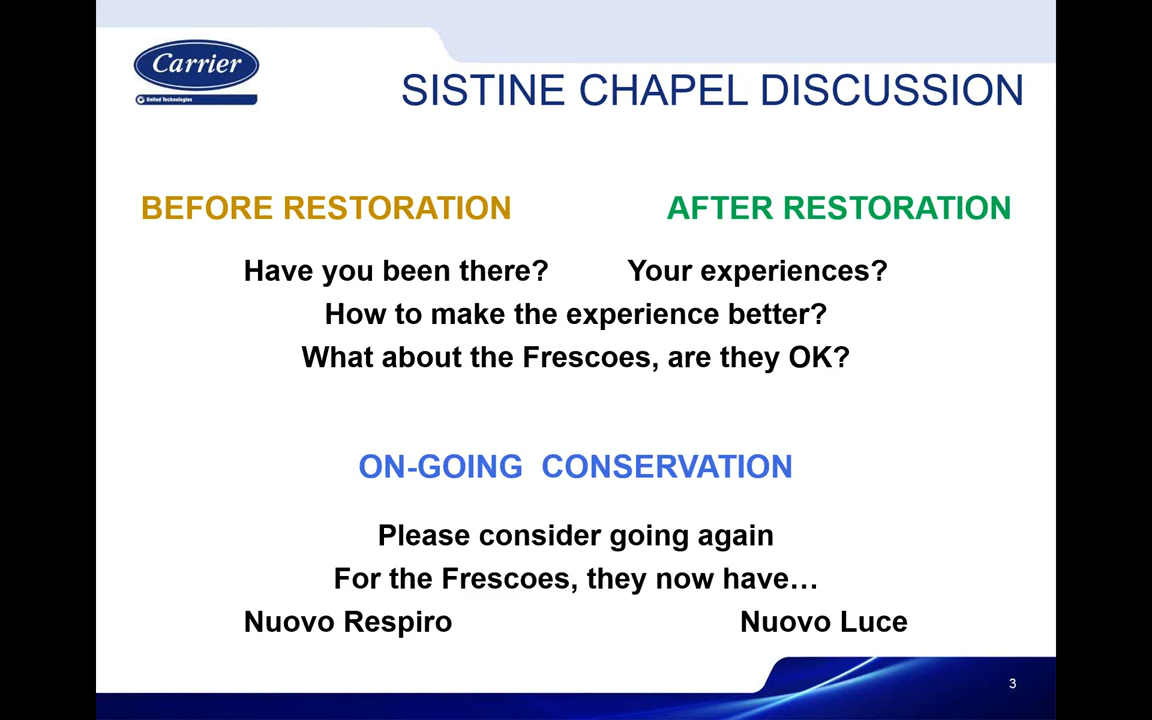 Carrier
United Technologies
SISTINE CHAPEL DISCUSSION
BEFORE RESTORATION AFTER RESTORATION
Have you been there? Your experiences?
How to make the experience better?
What about the Frescoes, are they OK?
ON-GOING CONSERVATION
Please consider going again
For the Frescoes, they now have…
Nuovo Respiro Nuovo Luce
3